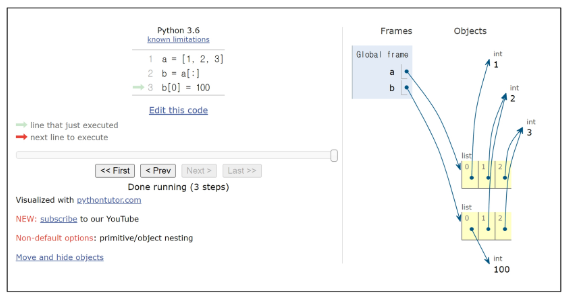 Python 3.6
known limitations
1 a = [1, 2, 3]
2 b = a[:]
3 b[0] = 100
Edit this code
line that just executed
next line to execute
<< First < Prev Next > Last >>
Done running (3 steps)
Visualized with pythontutor.com
NEW: subscribe to our YouTube
Non-default options: primitive/object nesting
Move and hide objects
Frames Objects
Global frame
a
b
int
1
int
2
int
3
list
0 1 2
list
0 1 2
int
100